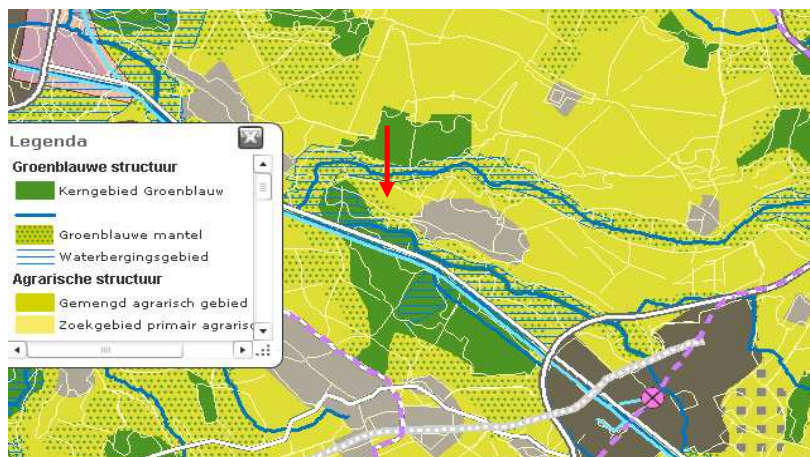 Legenda
Groenblauwe structuur
Kerngebied Groenblauw
Groenblauwe mantel
Waterbergingsgebied
Agrarische structuur
Gemengd agrarisch gebied
Zoekgebied primair agrarisc